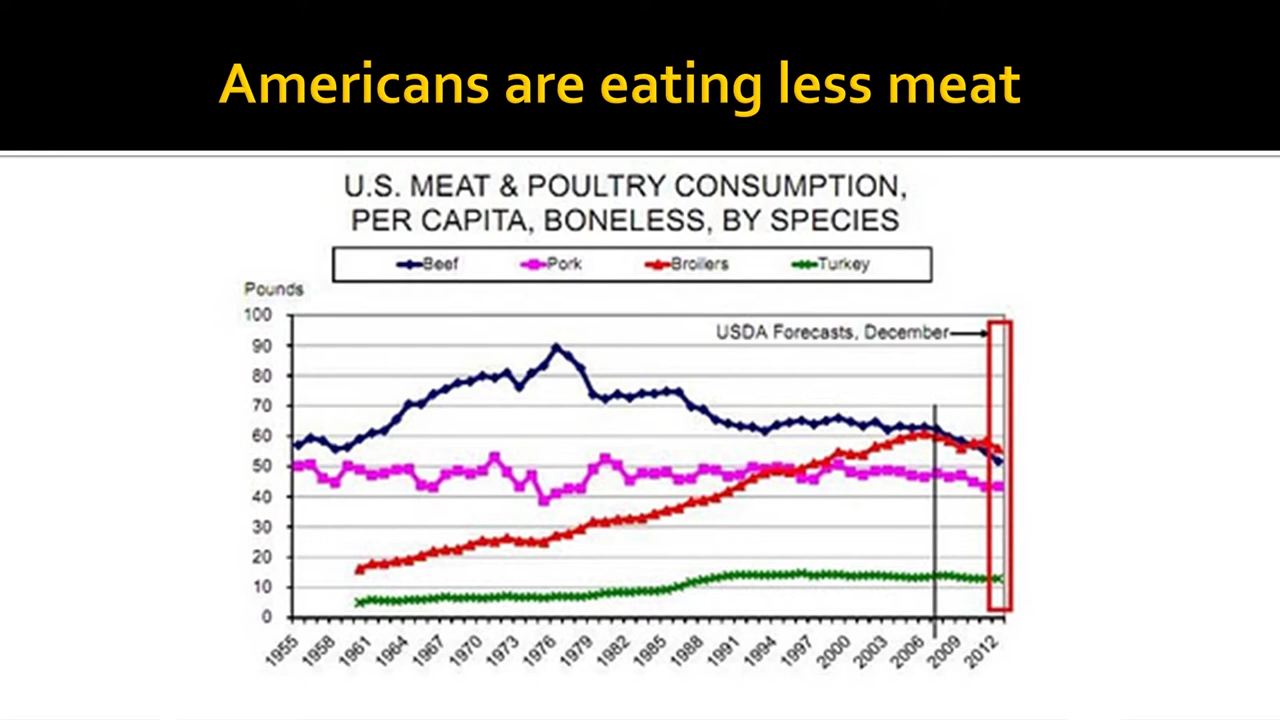 Americans are eating less meat
U.S. MEAT & POULTRY CONSUMPTION,
PER CAPITA, BONELESS, BY SPECIES
Beef Pork Broilers Turkey
Pounds
USDA Forecasts, December
100
90
80
70
60
50
40
30
20
10
0
1955 1958 1961 1964 1967 1970 1973 1976 1979 1982 1985 1988 1991 1994 1997 2000 2003 2006 2009 2012